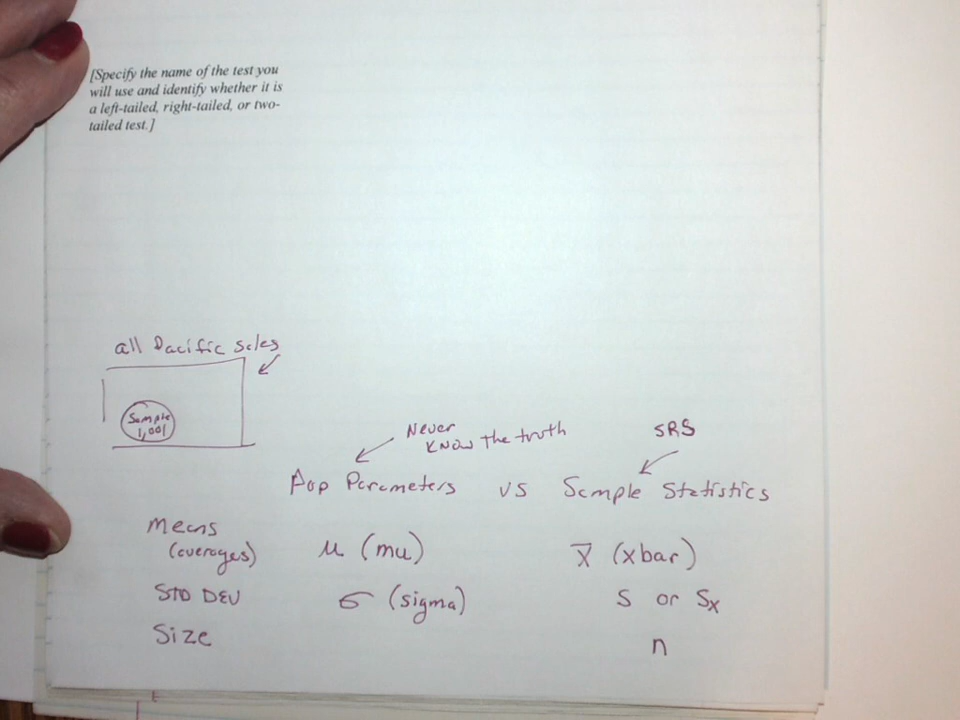 [Specify the name of the test you
will use and identify whether it is
a left-tailed, right-tailed, or two-
tailed test.]
all Pacific sales
Sample
1,001
Never
KNOW the truth
SRS
Pop Parameters vs Sample Statistics
Means
(averages) μ (mu) x̅ (xbar)
STD DEV σ (sigma) S or Sx
Size n